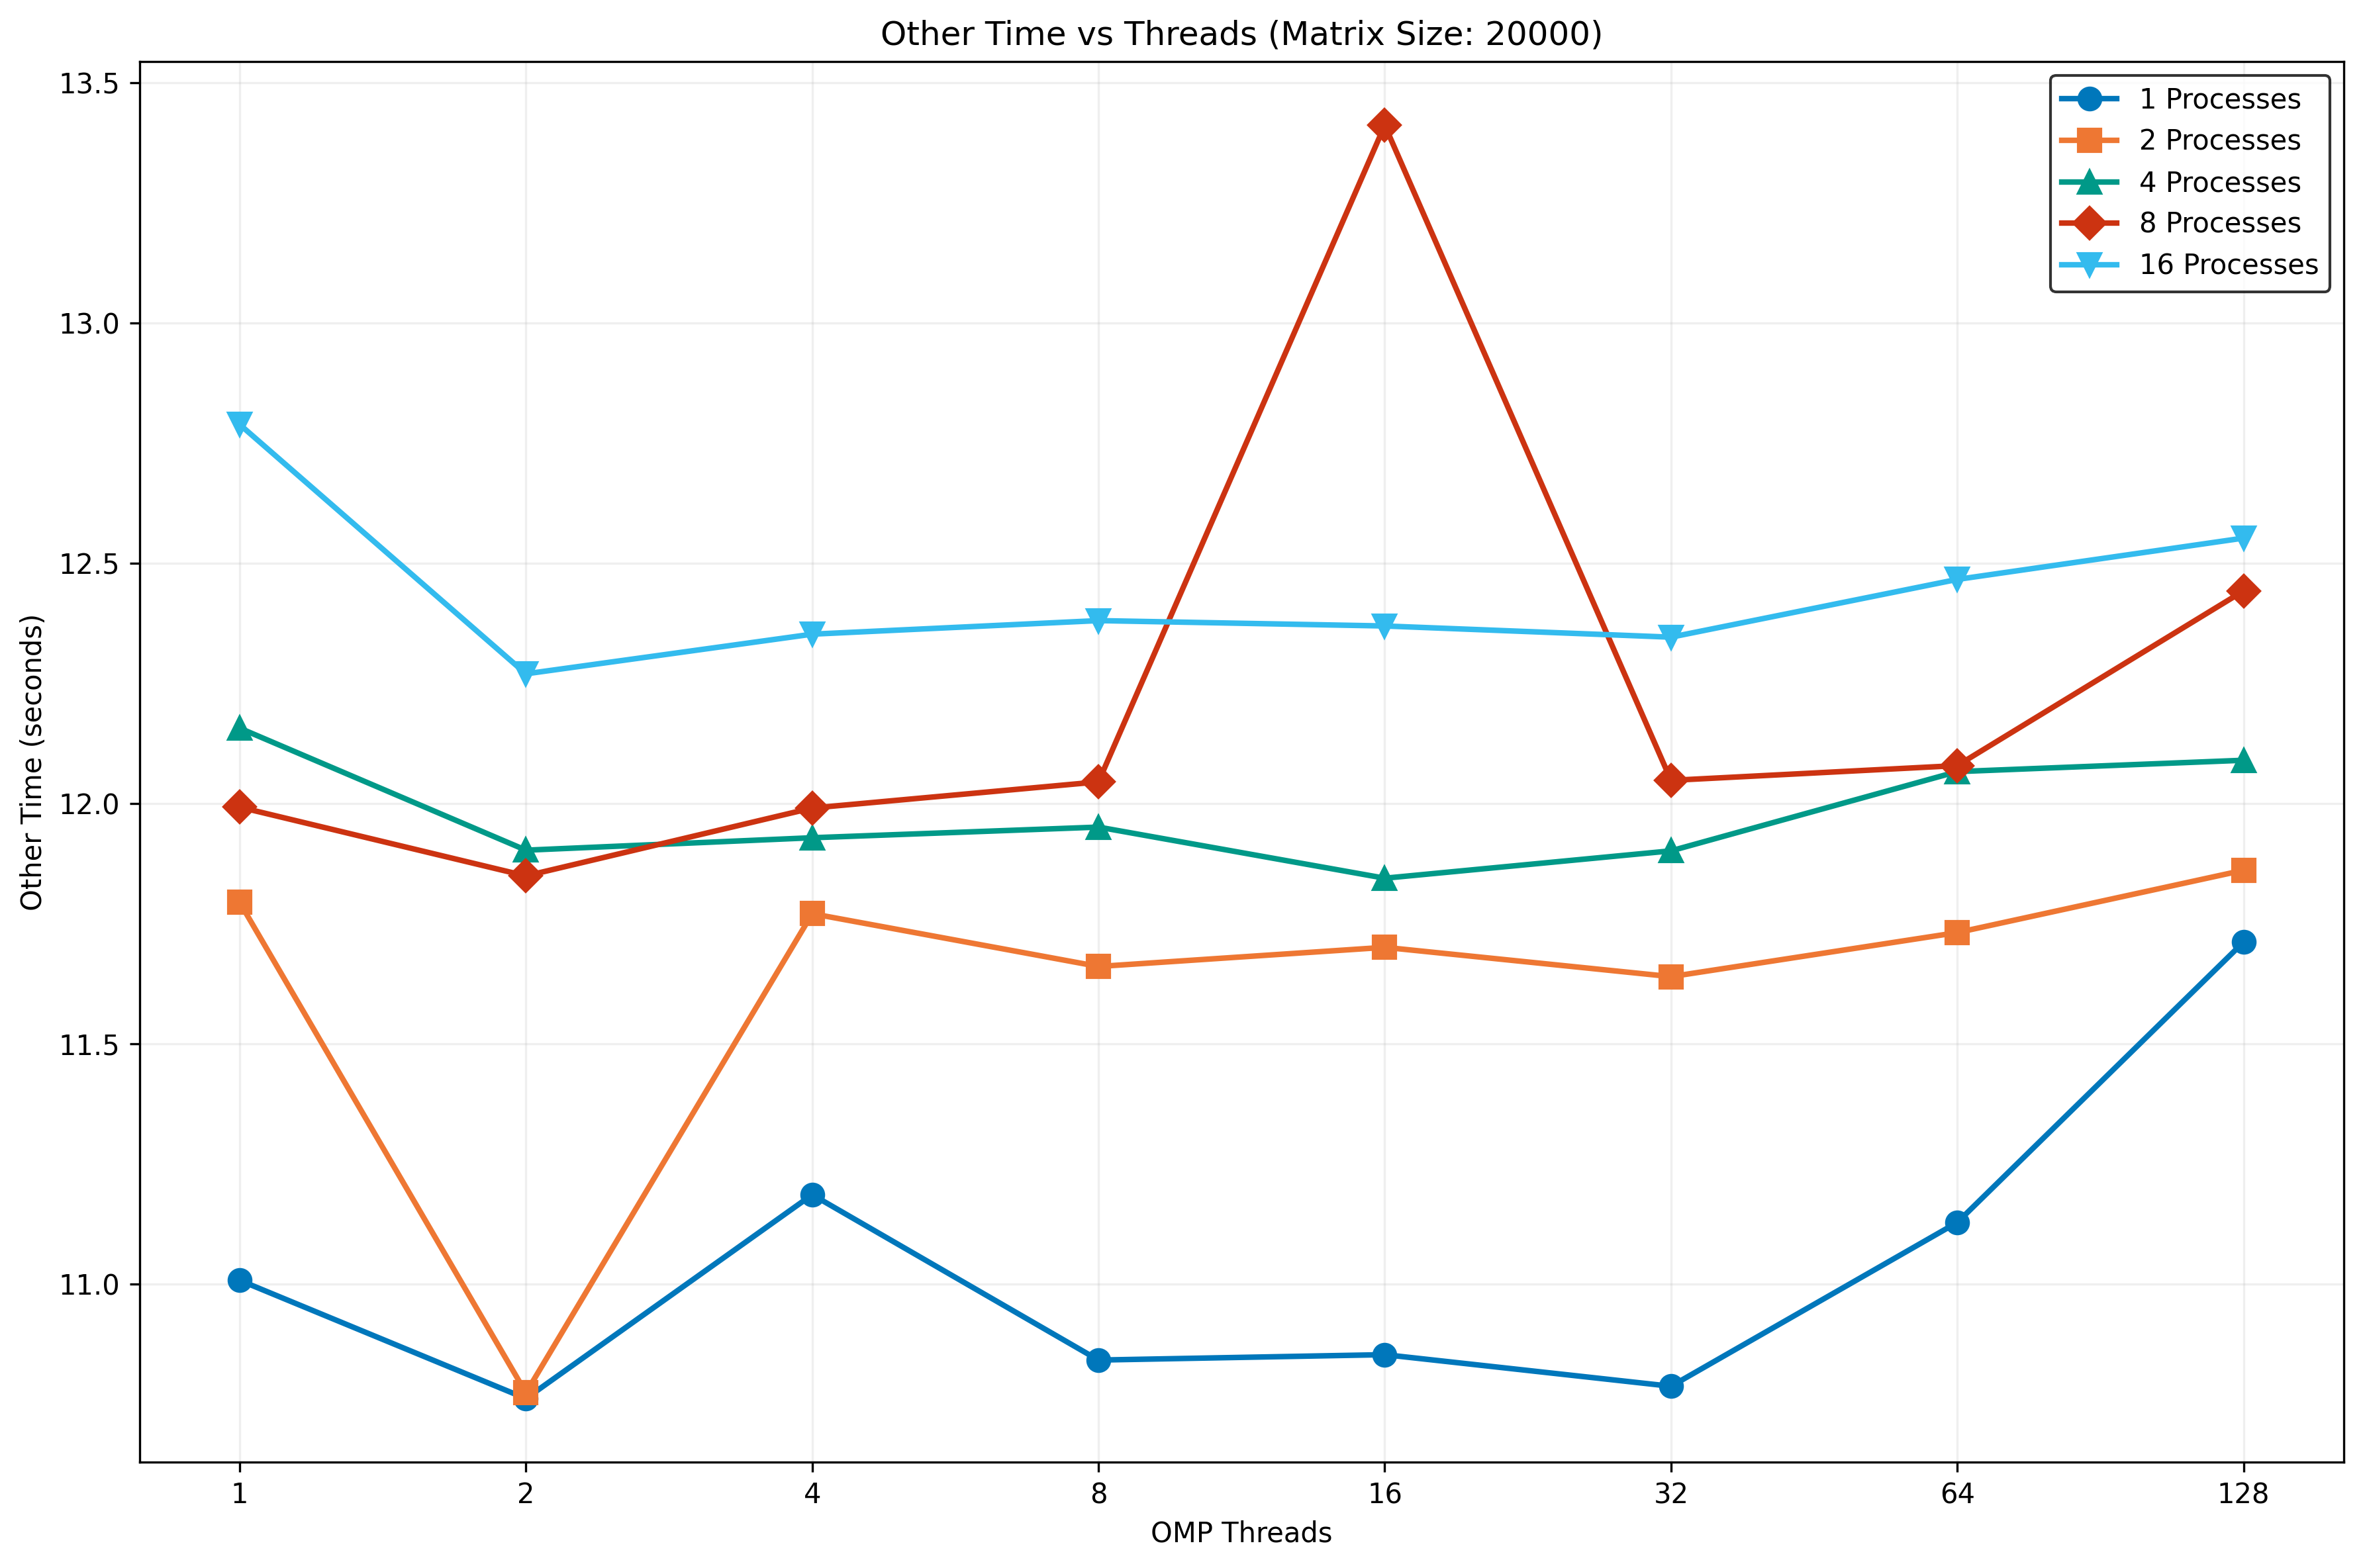 Other Time vs Threads (Matrix Size: 20000)
13.5
13.0
12.5
12.0
11.5
11.0
Other Time (seconds)
1 Processes
2 Processes
4 Processes
8 Processes
16 Processes
1 2 4 8 16 32 64 128
OMP Threads